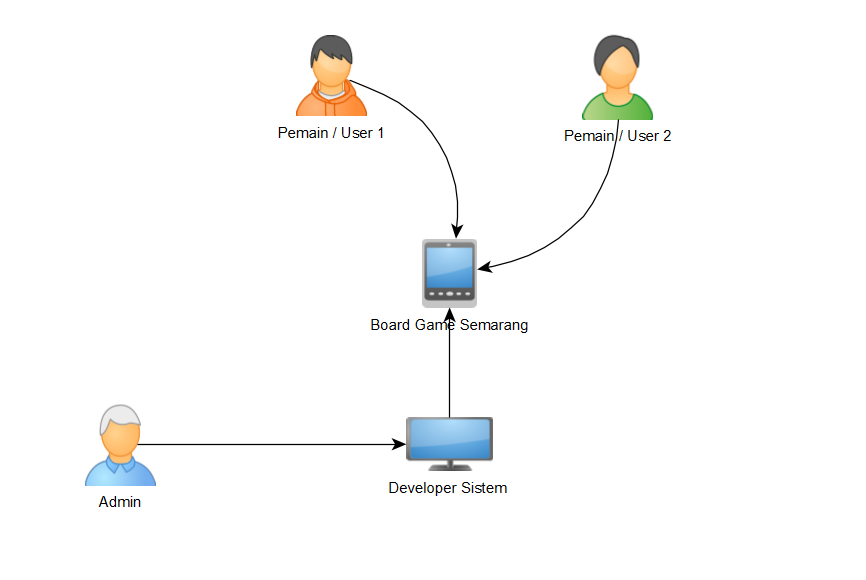 Pemain / User 1
Pemain / User 2
Board Game Semarang
Developer Sistem
Admin